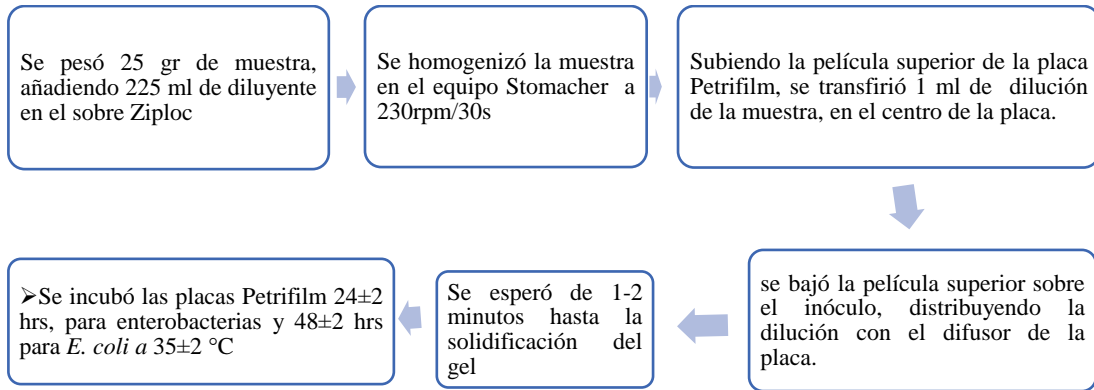 Se pesó 25 gr de muestra,
añadiendo 225 ml de diluyente
en el sobre Ziploc
Se homogenizó la muestra
en el equipo Stomacher a
230rpm/30s
Subiendo la película superior de la placa
Petrifilm, se transfirió 1 ml de dilución
de la muestra, en el centro de la placa.
se bajó la película superior sobre
el inóculo, distribuyendo la
dilución con el difusor de la
placa.
Se esperó de 1-2
minutos hasta la
solidificación del
gel
➢Se incubó las placas Petrifilm 24±2
hrs, para enterobacterias y 48±2 hrs
para E. coli a 35±2 °C